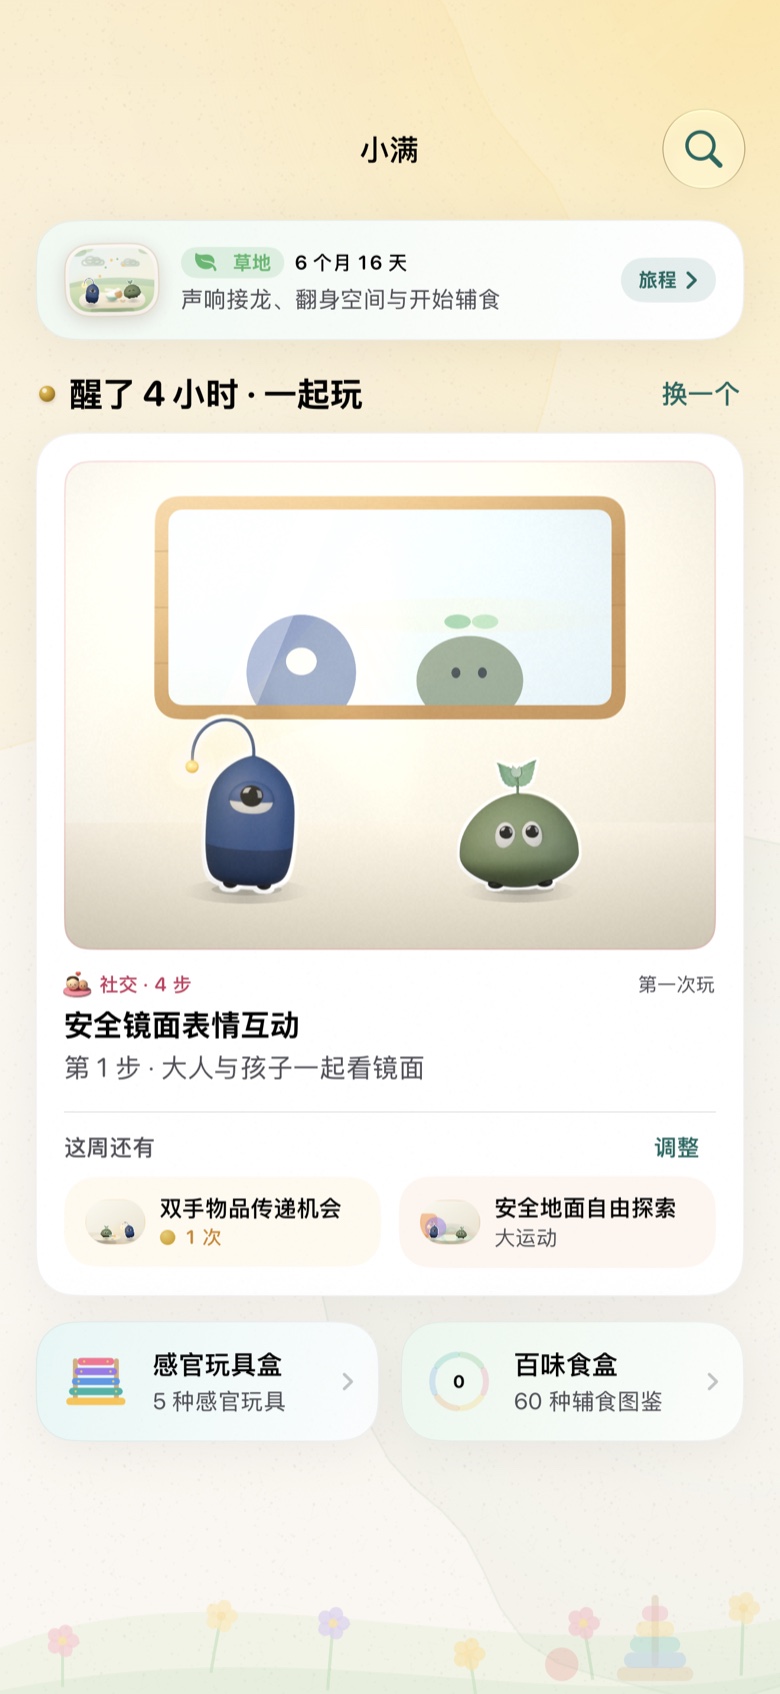 小满
草地 6 个月 16 天
声响接龙、翻身空间与开始辅食
旅程
醒了 4 小时 · 一起玩
换一个
社交 · 4 步
第一次玩
安全镜面表情互动
第 1 步 · 大人与孩子一起看镜面
这周还有
调整
双手物品传递机会
1 次
安全地面自由探索
大运动
感官玩具盒
5 种感官玩具
0
百味食盒
60 种辅食图鉴